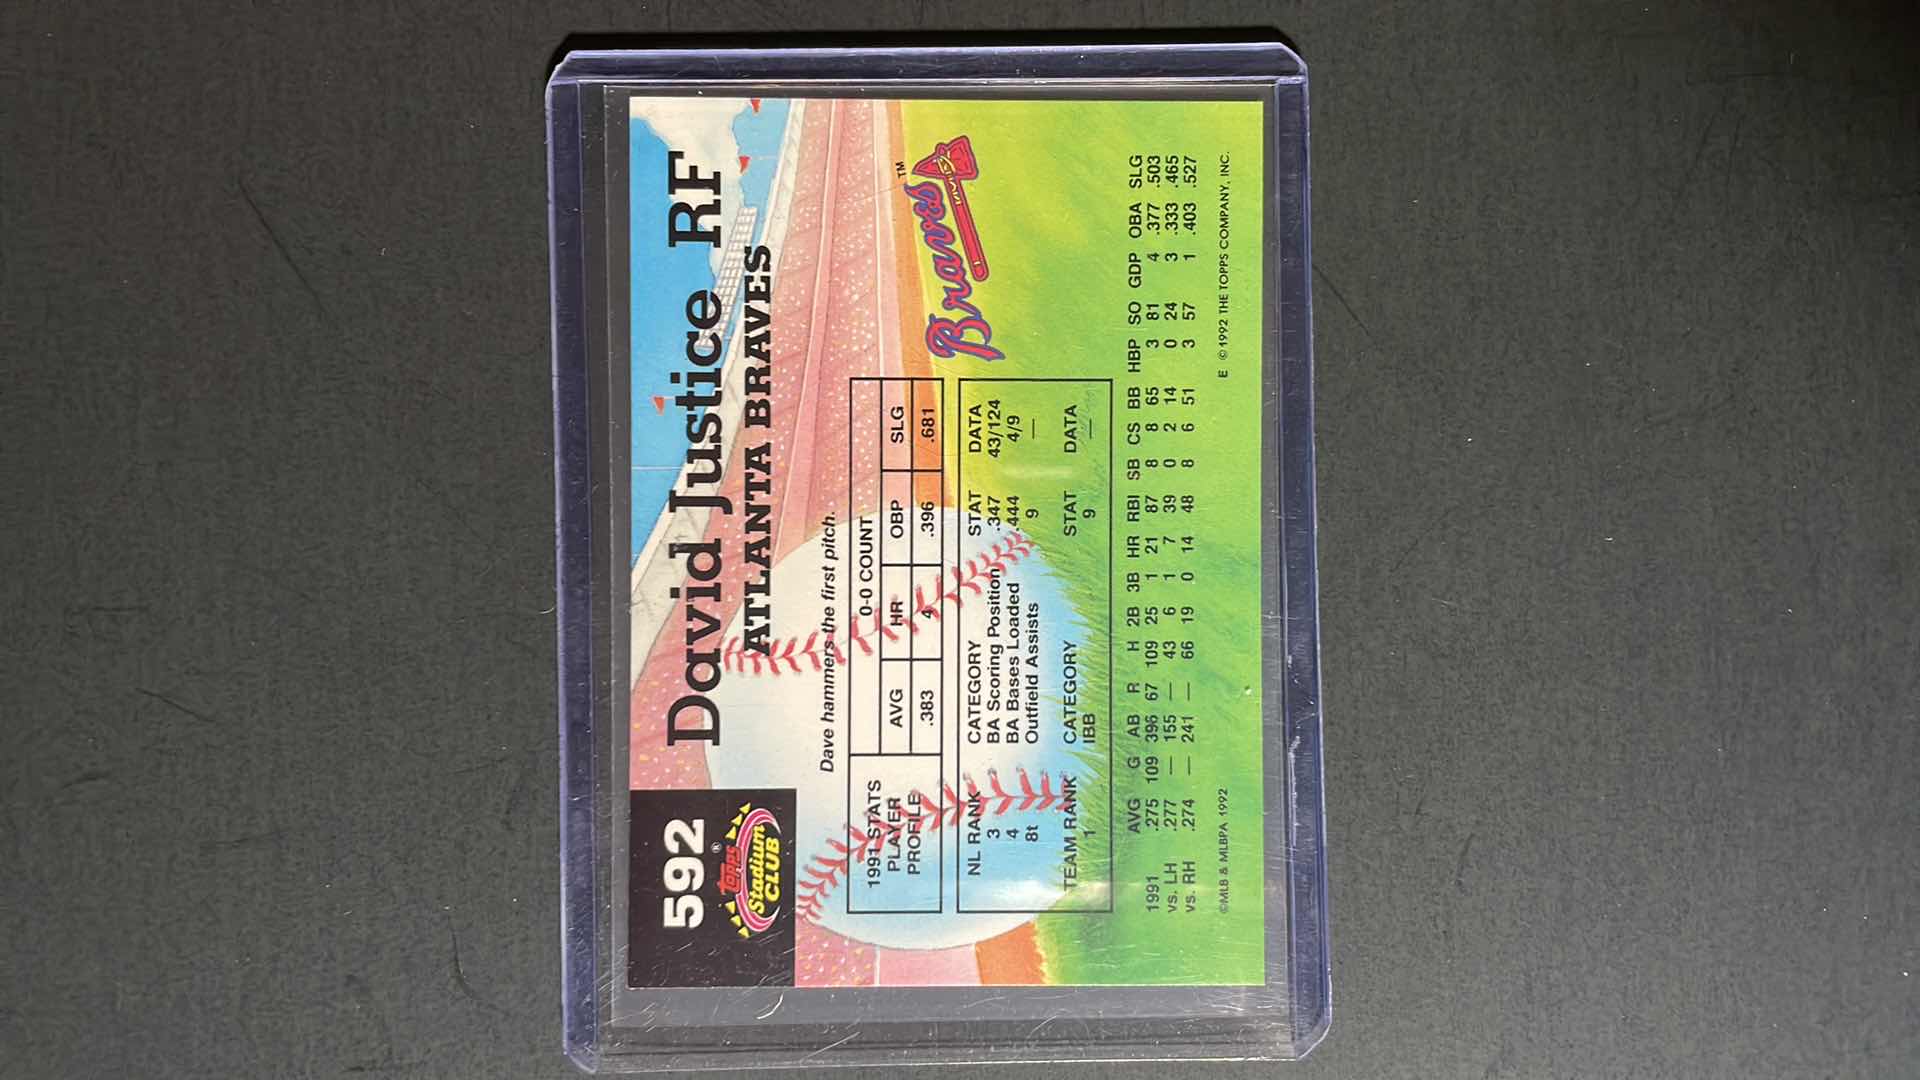 592
TOPPS®
Stadium
CLUB
David Justice RF
ATLANTA BRAVES
Dave hammers the first pitch.
1991 STATS
PLAYER
PROFILE
0-0 COUNT
AVG HR OBP SLG
.383 4 .396 .681
NL RANK CATEGORY STAT DATA
3 BA Scoring Position .347 43/124
4 BA Bases Loaded .444 4/9
8t Outfield Assists 9 —
TEAM RANK CATEGORY STAT DATA
1 IBB 9 —
Braves TM
AVG G AB R H 2B 3B HR RBI SB CS BB HBP SO GDP OBA SLG
1991 .275 109 396 67 109 25 1 21 87 8 8 65 3 81 4 .377 .503
vs. LH .277 — 155 — 43 6 1 7 39 0 2 14 0 24 3 .333 .465
vs. RH .274 — 241 — 66 19 0 14 48 8 6 51 3 57 1 .403 .527
©MLB & MLBPA 1992 E ©1992 THE TOPPS COMPANY, INC.